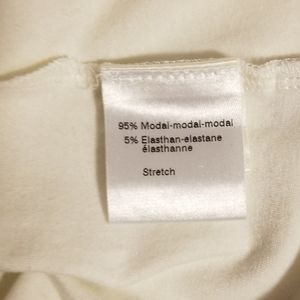 95% Modal-modal-modal
5% Elasthan-elastane
élasthanne
Stretch